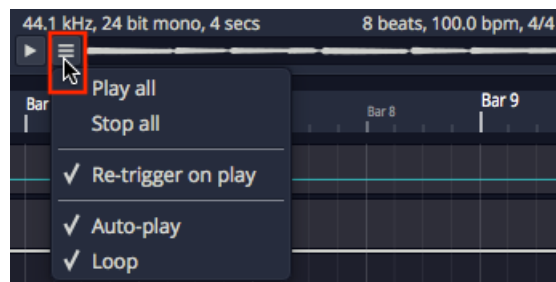 44.1 kHz, 24 bit mono, 4 secs 8 beats, 100.0 bpm, 4/4
Bar Bar 8 Bar 9
Play all
Stop all
✓ Re-trigger on play
✓ Auto-play
✓ Loop